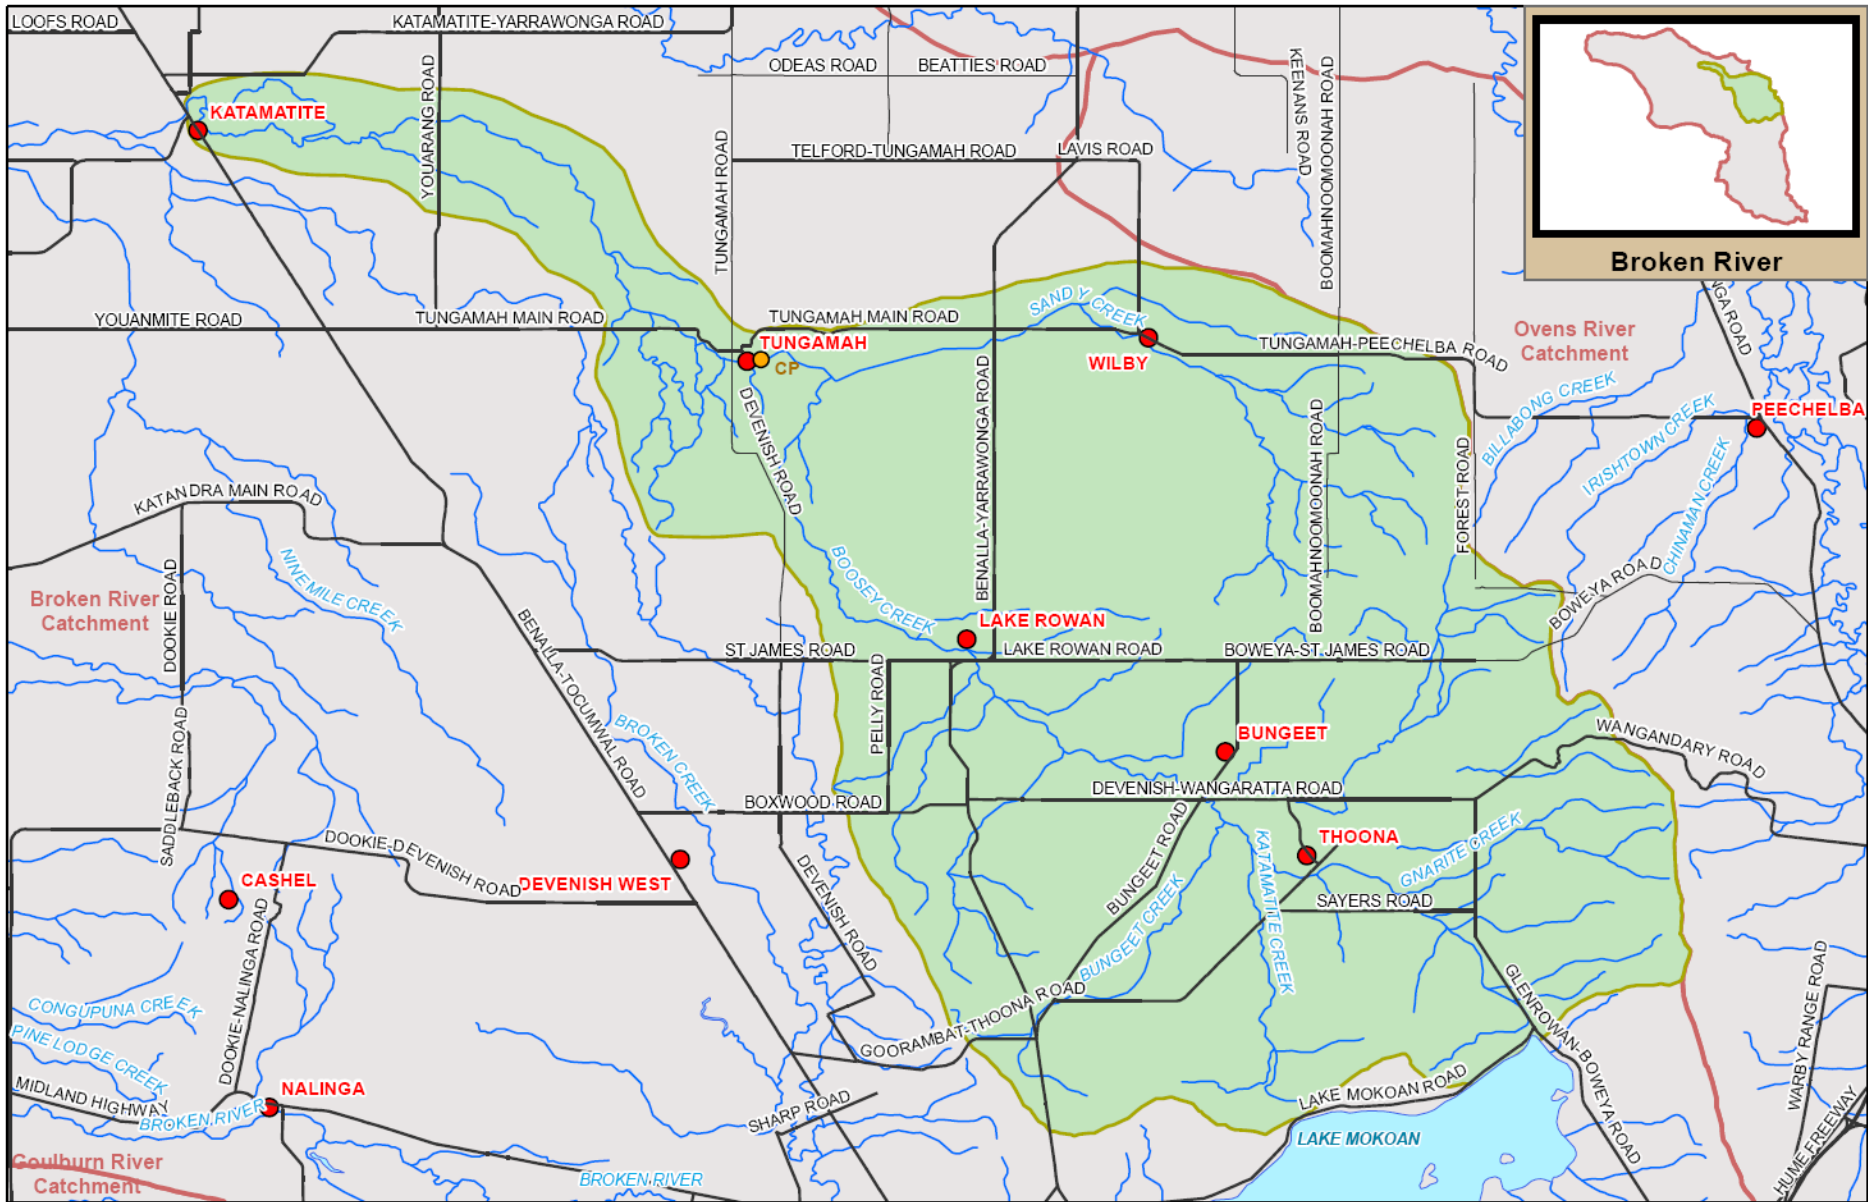 LOOFS ROAD
KATAMATITE-YARRAWONGA ROAD
ODEAS ROAD
BEATTIES ROAD
KEENANS ROAD
BOOMAHNOOMOONAH ROAD
YOUARANG ROAD
KATAMATITE
TUNGAMAH ROAD
TELFORD-TUNGAMAH ROAD
LAVIS ROAD
Broken River
YOUANMITE ROAD
TUNGAMAH MAIN ROAD
TUNGAMAH MAIN ROAD
SANDY CREEK
TUNGAMAH
CP
WILBY
TUNGAMAH-PEECHELBA ROAD
Ovens River
Catchment
NGA ROAD
BILLABONG CREEK
IRISHTOWN CREEK
PEECHELBA
CHINAMAN CREEK
DEVENISH ROAD
BENALLA-YARRAWONGA ROAD
BOOMAHNOOMOONAH ROAD
FOREST ROAD
KATANDRA MAIN ROAD
NINE MILE CREEK
DOOKIE ROAD
Broken River
Catchment
BOOSEY CREEK
LAKE ROWAN
BOWEYA ROAD
BENALLA-TOCUMWAL ROAD
ST JAMES ROAD
LAKE ROWAN ROAD
BOWEYA-ST JAMES ROAD
PELLY ROAD
BROKEN CREEK
SADDLEBACK ROAD
BUNGEET
WANGANDARY ROAD
BOXWOOD ROAD
DEVENISH-WANGARATTA ROAD
DOOKIE-DEVENISH ROAD
DEVENISH WEST
CASHEL
DEVENISH ROAD
BUNGEET ROAD
BUNGEET CREEK
KATAMATITE CREEK
THOONA
GNARITE CREEK
SAYERS ROAD
DOOKIE-NALINGA ROAD
CONGUPUNA CREEK
PINE LODGE CREEK
GOORAMBAT-THOONA ROAD
GLENROWAN-BOWEYA ROAD
WARBY RANGE ROAD
MIDLAND HIGHWAY
BROKEN RIVER
NALINGA
SHARP ROAD
LAKE MOKOAN ROAD
LAKE MOKOAN
HUME FREEWAY
Goulburn River
Catchment
BROKEN RIVER